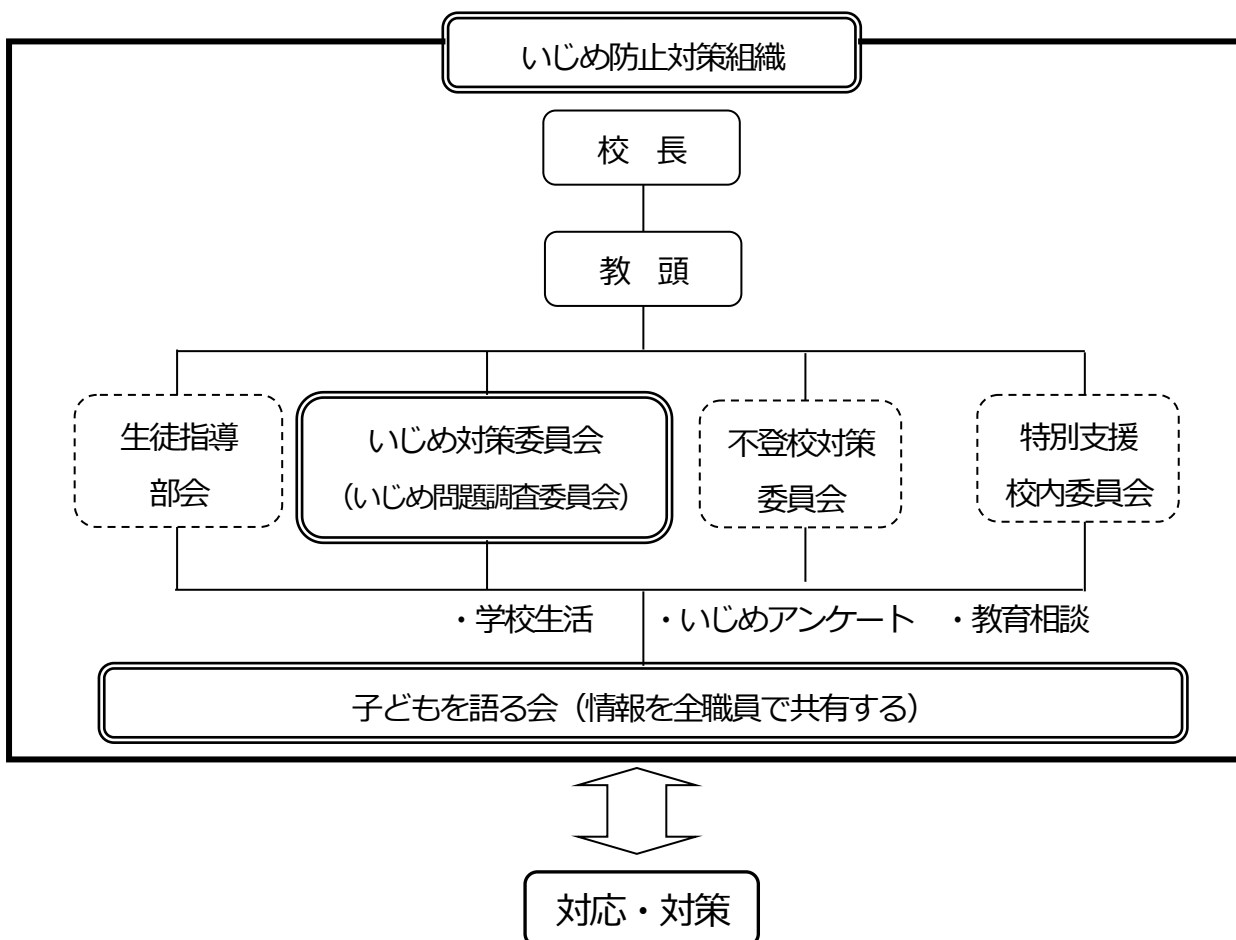 いじめ防止対策組織
校　長
教　頭
生徒指導
部会
いじめ対策委員会
（いじめ問題調査委員会）
不登校対策
委員会
特別支援
校内委員会
・学校生活　・いじめアンケート　・教育相談
子どもを語る会（情報を全職員で共有する）
対応・対策